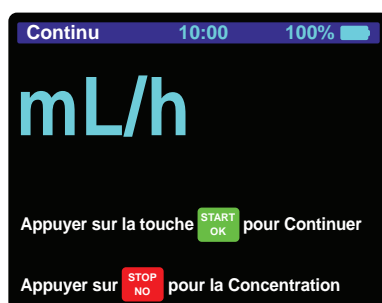 Continu 10:00 100%
mL/h
Appuyer sur la touche START OK pour Continuer
Appuyer sur STOP NO pour la Concentration